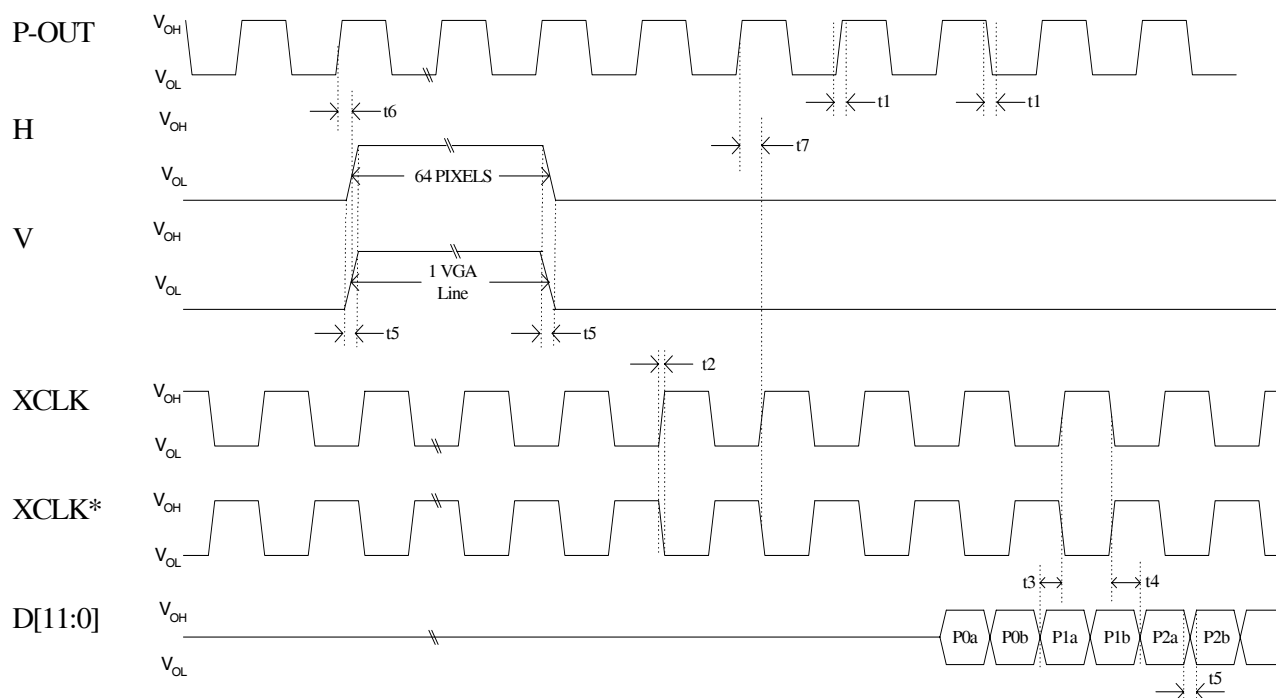 P-OUT
VOH
VOL
t1
t1
t6
H
VOH
VOL
64 PIXELS
t7
V
VOH
VOL
1 VGA
Line
t5
t5
t2
XCLK
VOH
VOL
XCLK*
VOH
VOL
t3
t4
D[11:0]
VOH
VOL
P0a
P0b
P1a
P1b
P2a
P2b
t5